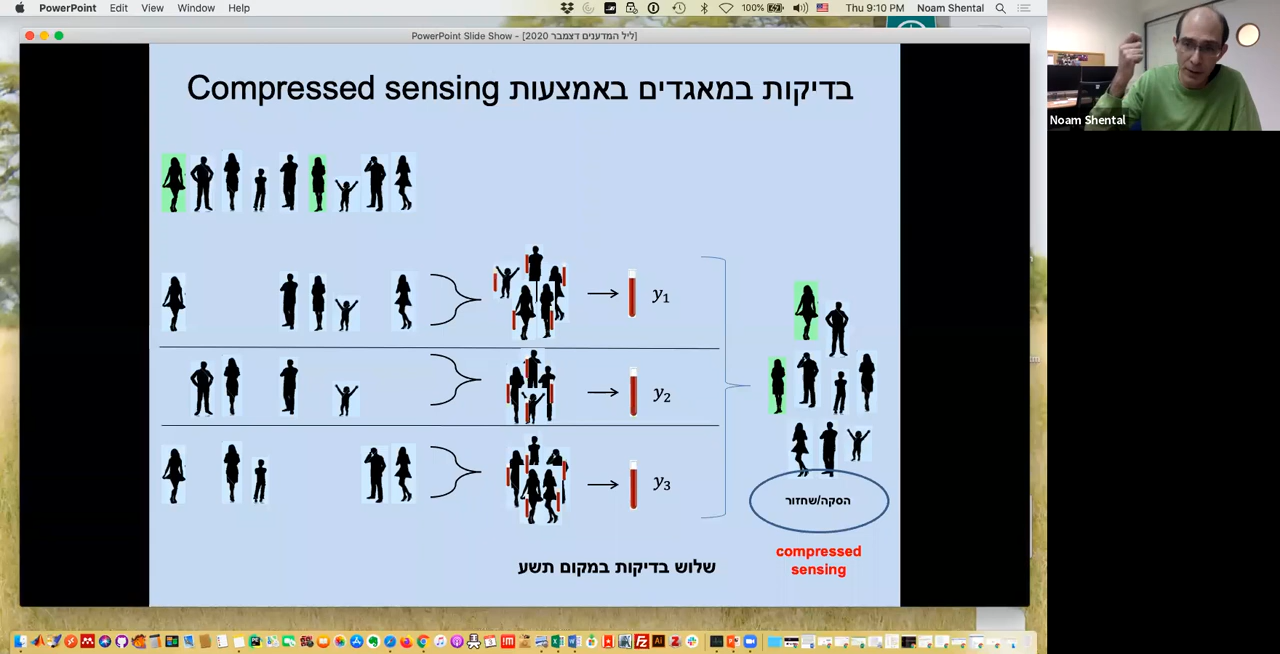 PowerPoint Edit View Window Help 100% Thu 9:10 PM Noam Shental
PowerPoint Slide Show - [ליל המדענים דצמבר 2020]
בדיקות במאגדים באמצעות Compressed sensing
Noam Shental
y₁
y₂
y₃
הסקה/שחזור
compressed
sensing
שלוש בדיקות במקום תשע